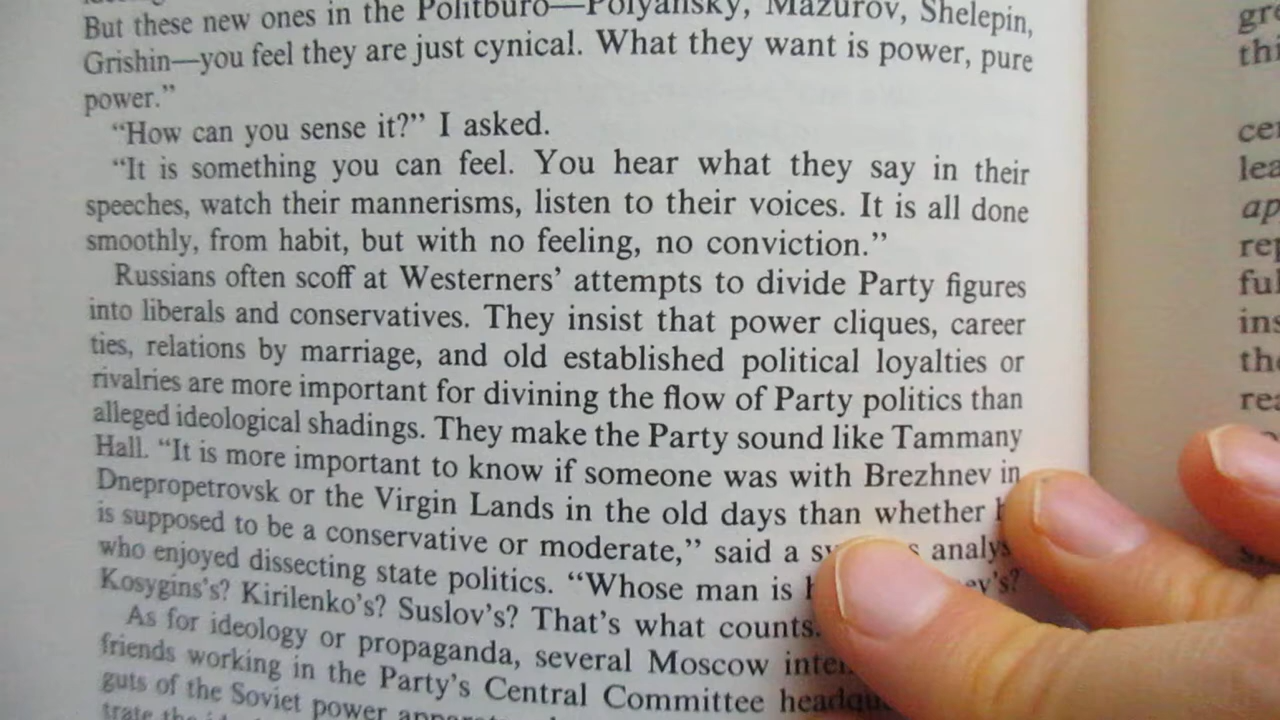 But these new ones in the Politburo—Polyansky, Mazurov, Shelepin,
Grishin—you feel they are just cynical. What they want is power, pure
power.”
“How can you sense it?” I asked.
“It is something you can feel. You hear what they say in their
speeches, watch their mannerisms, listen to their voices. It is all done
smoothly, from habit, but with no feeling, no conviction.”
Russians often scoff at Westerners’ attempts to divide Party figures
into liberals and conservatives. They insist that power cliques, career
ties, relations by marriage, and old established political loyalties or
rivalries are more important for divining the flow of Party politics than
alleged ideological shadings. They make the Party sound like Tammany
Hall. “It is more important to know if someone was with Brezhnev in
Dnepropetrovsk or the Virgin Lands in the old days than whether
is supposed to be a conservative or moderate,” said a
who enjoyed dissecting state politics. “Whose man is
Kosygins’s? Kirilenko’s? Suslov’s? That’s what counts.
As for ideology or propaganda, several Moscow
friends working in the Party’s Central Committee
guts of the Soviet power